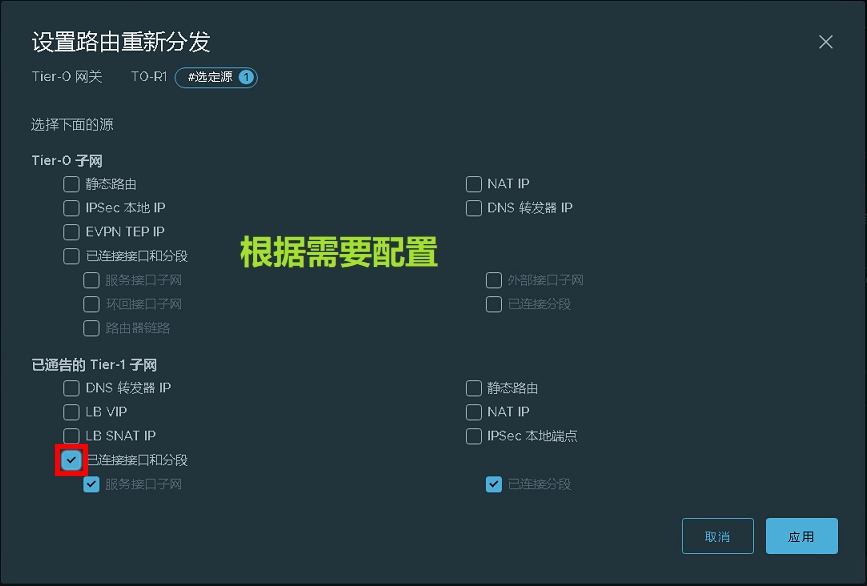 设置路由重新分发
Tier-0 网关 T0-R1 #选定源 1
选择下面的源
Tier-0 子网
静态路由 NAT IP
IPSec 本地 IP DNS 转发器 IP
EVPN TEP IP
已连接接口和分段
根据需要配置
服务接口子网 外部接口子网
环回接口子网 已连接分段
路由器链路
已通告的 Tier-1 子网
DNS 转发器 IP 静态路由
LB VIP NAT IP
LB SNAT IP IPSec 本地端点
已连接接口和分段
服务接口子网 已连接分段
取消 应用